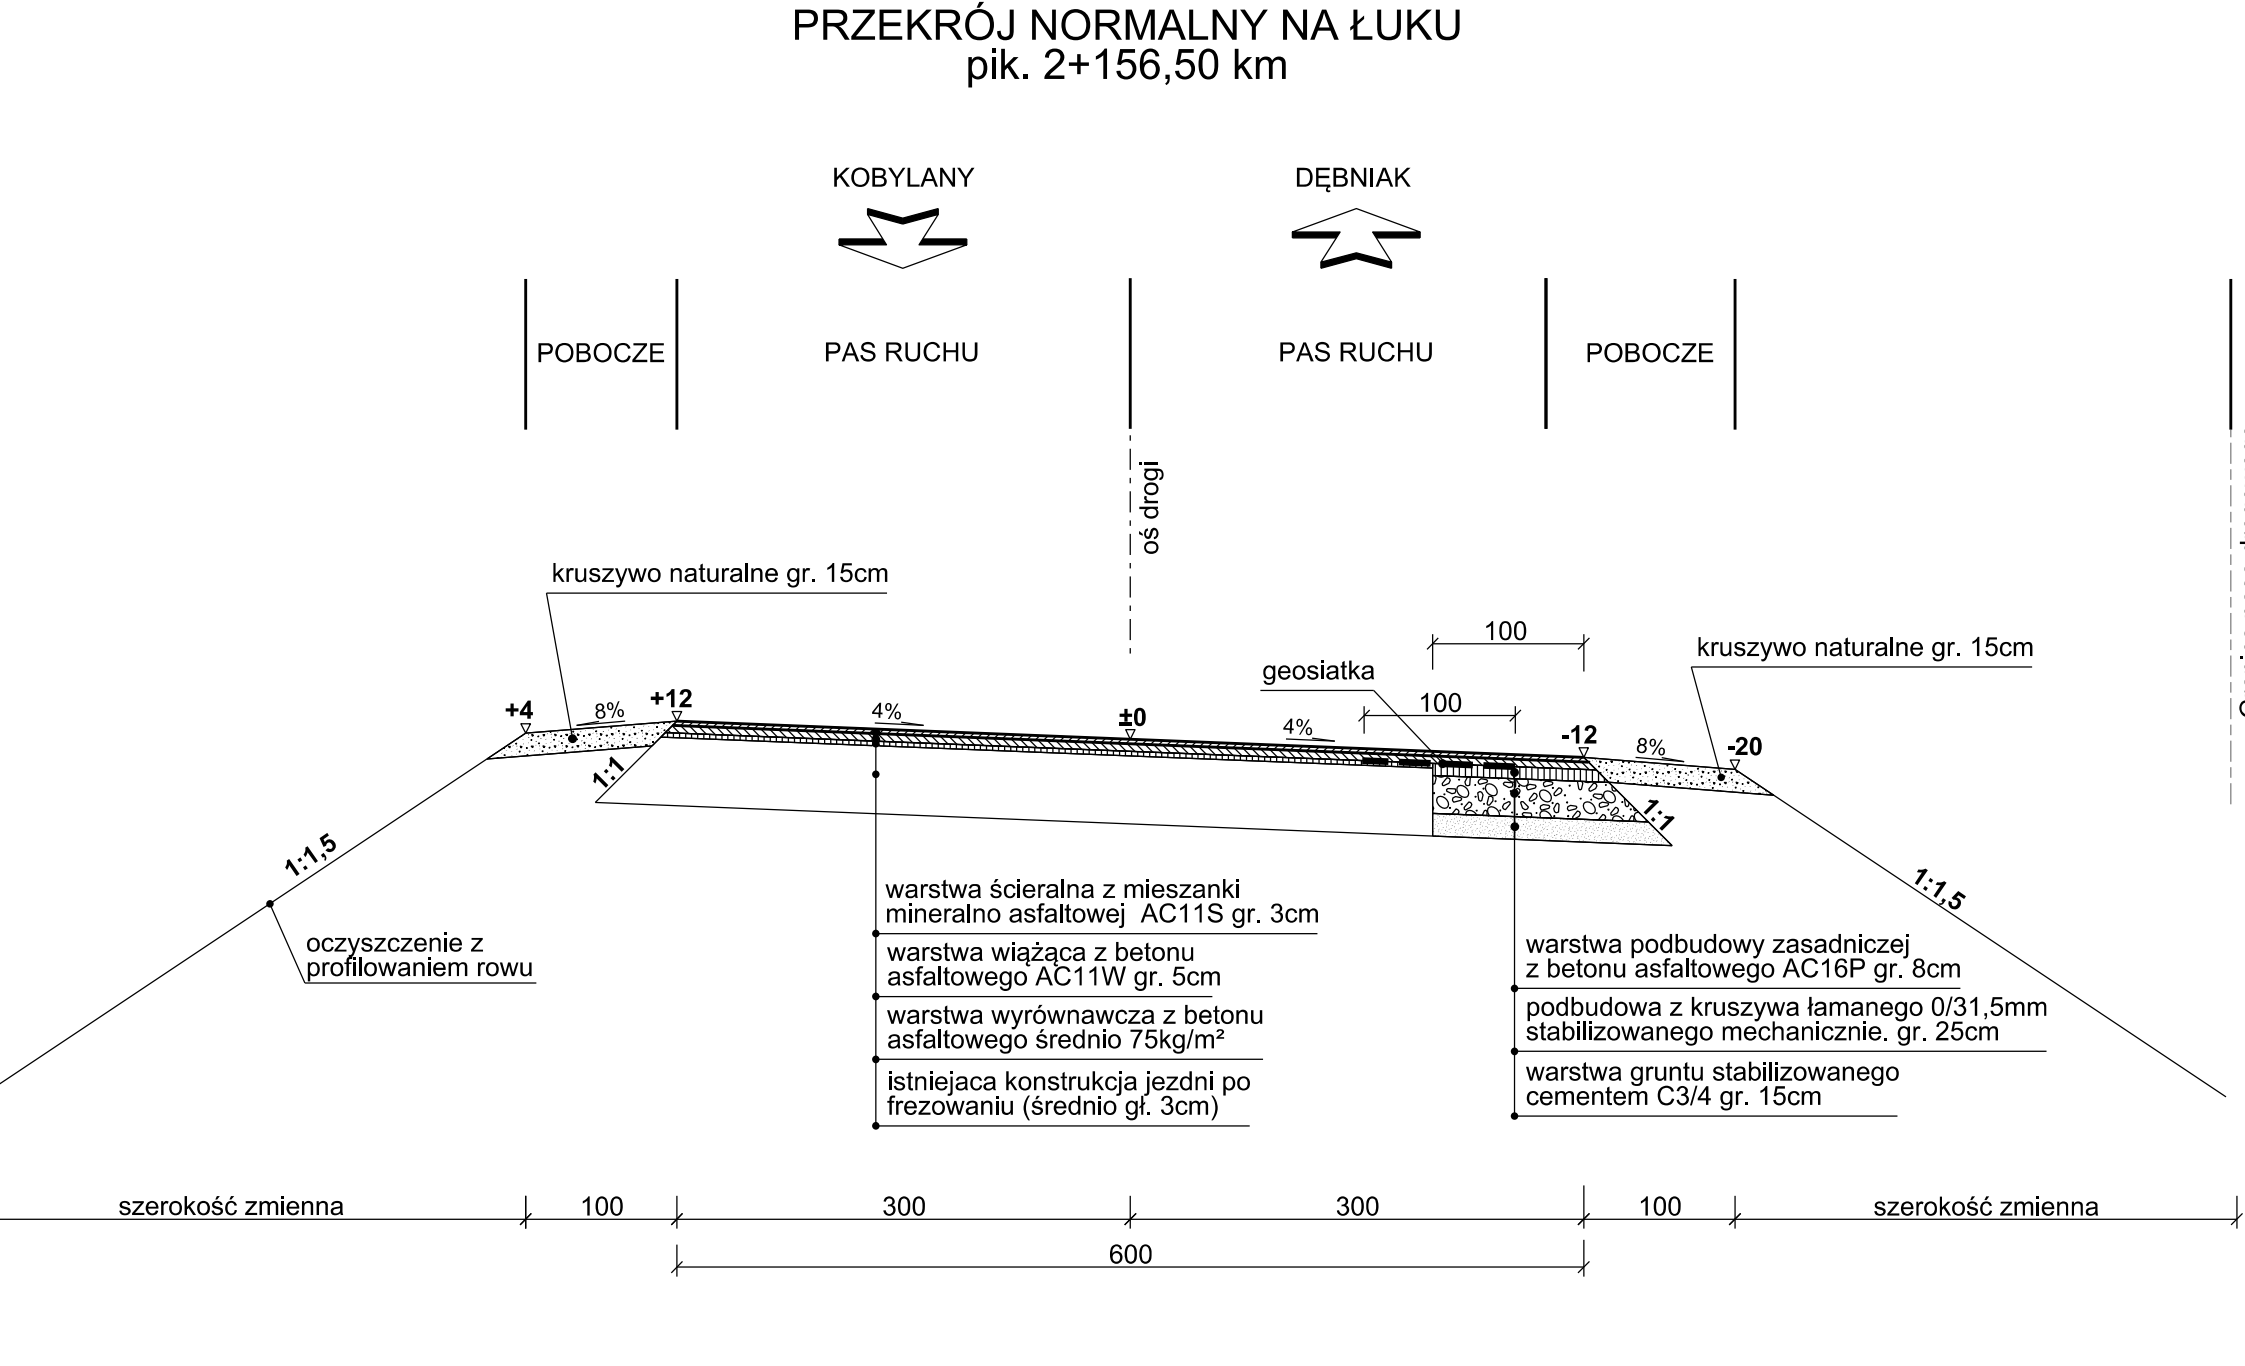 PRZEKRÓJ NORMALNY NA ŁUKU
pik. 2+156,50 km
KOBYLANY
DĘBNIAK
POBOCZE
PAS RUCHU
PAS RUCHU
POBOCZE
oś drogi
kruszywo naturalne gr. 15cm
100
kruszywo naturalne gr. 15cm
geosiatka
100
+4
8%
+12
4%
±0
4%
-12
8%
-20
1:1
1:1
1:1,5
1:1,5
warstwa ścieralna z mieszanki
mineralno asfaltowej AC11S gr. 3cm
warstwa wiążąca z betonu
asfaltowego AC11W gr. 5cm
warstwa wyrównawcza z betonu
asfaltowego średnio 75kg/m²
istniejaca konstrukcja jezdni po
frezowaniu (średnio gł. 3cm)
oczyszczenie z
profilowaniem rowu
warstwa podbudowy zasadniczej
z betonu asfaltowego AC16P gr. 8cm
podbudowa z kruszywa łamanego 0/31,5mm
stabilizowanego mechanicznie. gr. 25cm
warstwa gruntu stabilizowanego
cementem C3/4 gr. 15cm
szerokość zmienna
100
300
300
100
szerokość zmienna
600